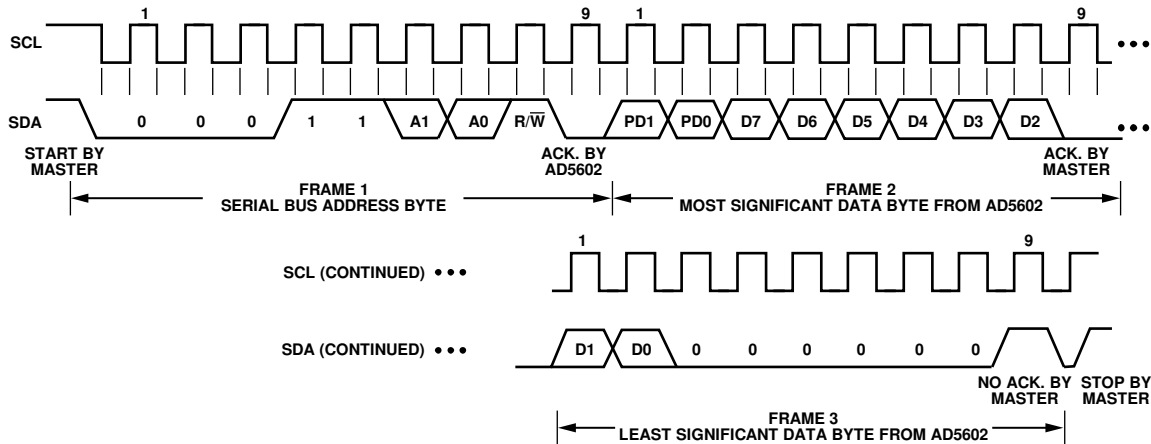 1 9 1 9
SCL
SDA 0 0 0 1 1 A1 A0 R/W̅ PD1 PD0 D7 D6 D5 D4 D3 D2
START BY
MASTER
ACK. BY
AD5602
ACK. BY
MASTER
FRAME 1
SERIAL BUS ADDRESS BYTE
FRAME 2
MOST SIGNIFICANT DATA BYTE FROM AD5602
1 9
SCL (CONTINUED)
SDA (CONTINUED) D1 D0 0 0 0 0 0 0
NO ACK. BY
MASTER
STOP BY
MASTER
FRAME 3
LEAST SIGNIFICANT DATA BYTE FROM AD5602